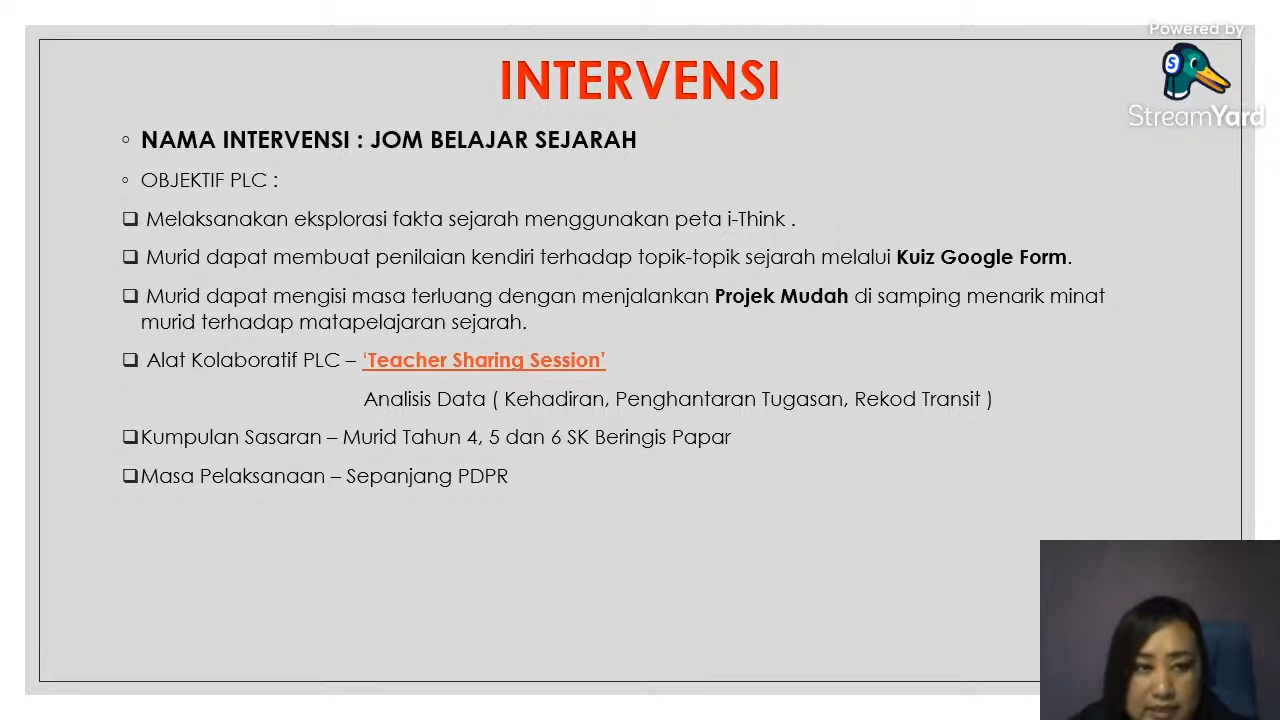 Powered by
StreamYard
INTERVENSI
NAMA INTERVENSI : JOM BELAJAR SEJARAH
OBJEKTIF PLC :
Melaksanakan eksplorasi fakta sejarah menggunakan peta i-Think .
Murid dapat membuat penilaian kendiri terhadap topik-topik sejarah melalui Kuiz Google Form.
Murid dapat mengisi masa terluang dengan menjalankan Projek Mudah di samping menarik minat
murid terhadap matapelajaran sejarah.
Alat Kolaboratif PLC – ‘Teacher Sharing Session’
Analisis Data ( Kehadiran, Penghantaran Tugasan, Rekod Transit )
Kumpulan Sasaran – Murid Tahun 4, 5 dan 6 SK Beringis Papar
Masa Pelaksanaan – Sepanjang PDPR